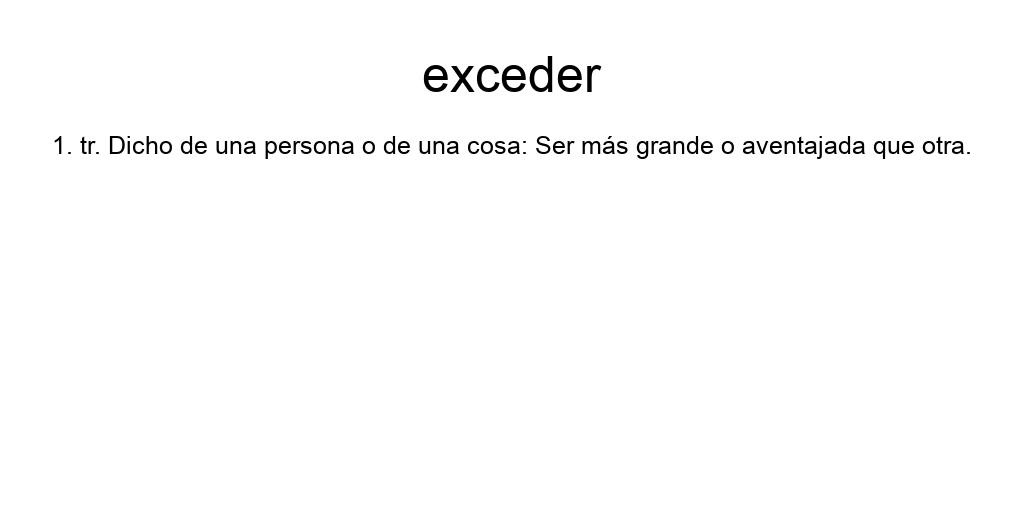 exceder
1. tr. Dicho de una persona o de una cosa: Ser más grande o aventajada que otra.